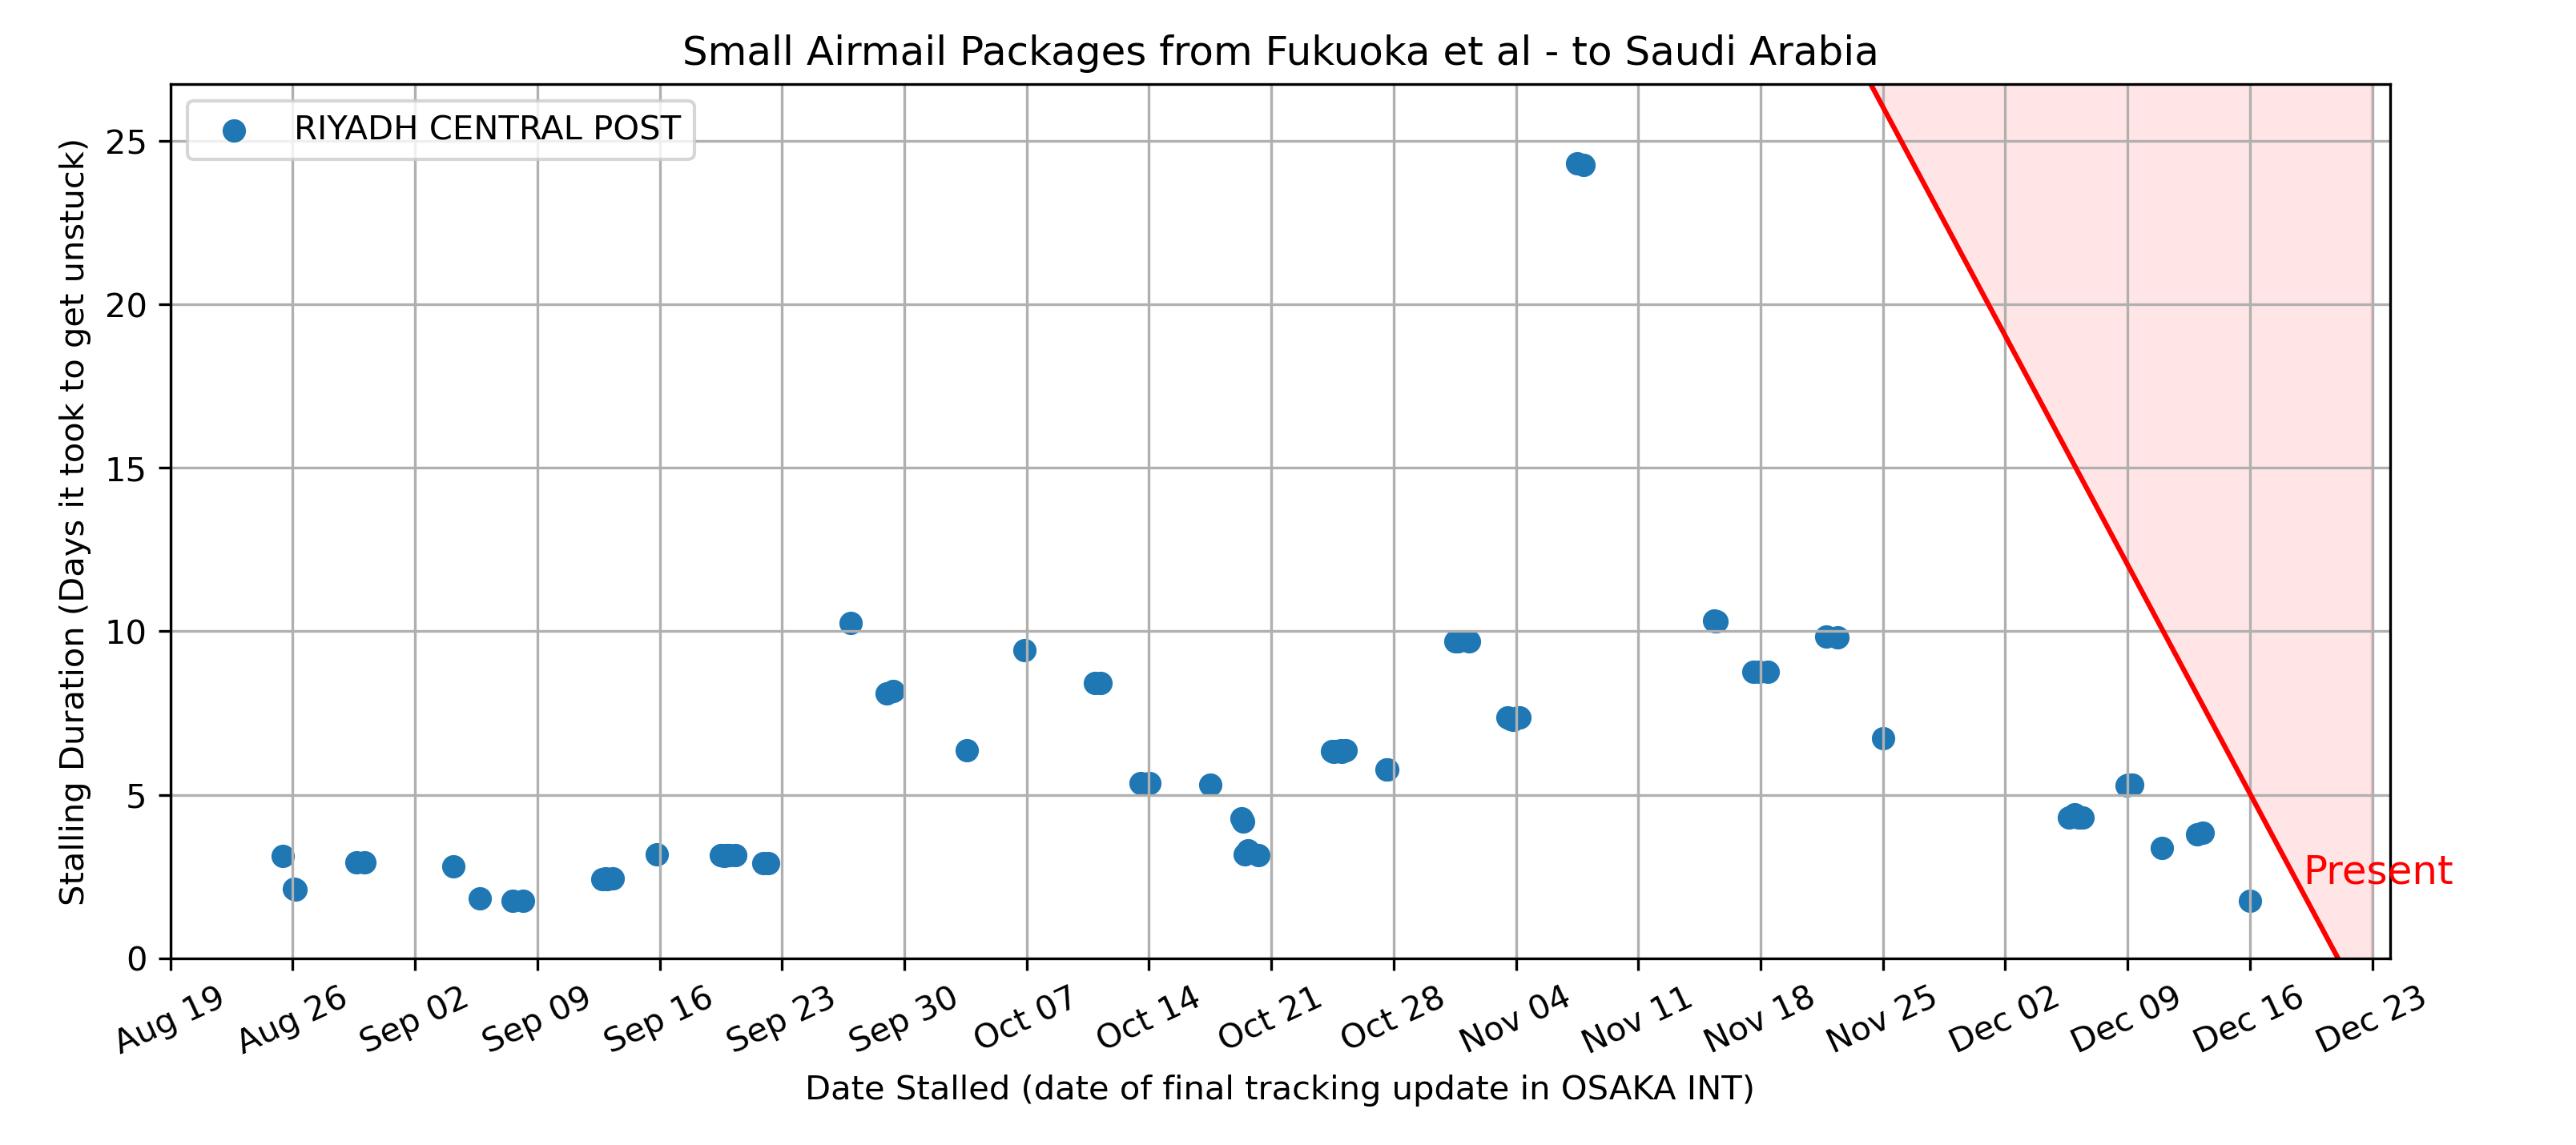 Small Airmail Packages from Fukuoka et al - to Saudi Arabia
RIYADH CENTRAL POST
Stalling Duration (Days it took to get unstuck)
25
20
15
10
5
0
Present
Aug 19
Aug 26
Sep 02
Sep 09
Sep 16
Sep 23
Sep 30
Oct 07
Oct 14
Oct 21
Oct 28
Nov 04
Nov 11
Nov 18
Nov 25
Dec 02
Dec 09
Dec 16
Dec 23
Date Stalled (date of final tracking update in OSAKA INT)